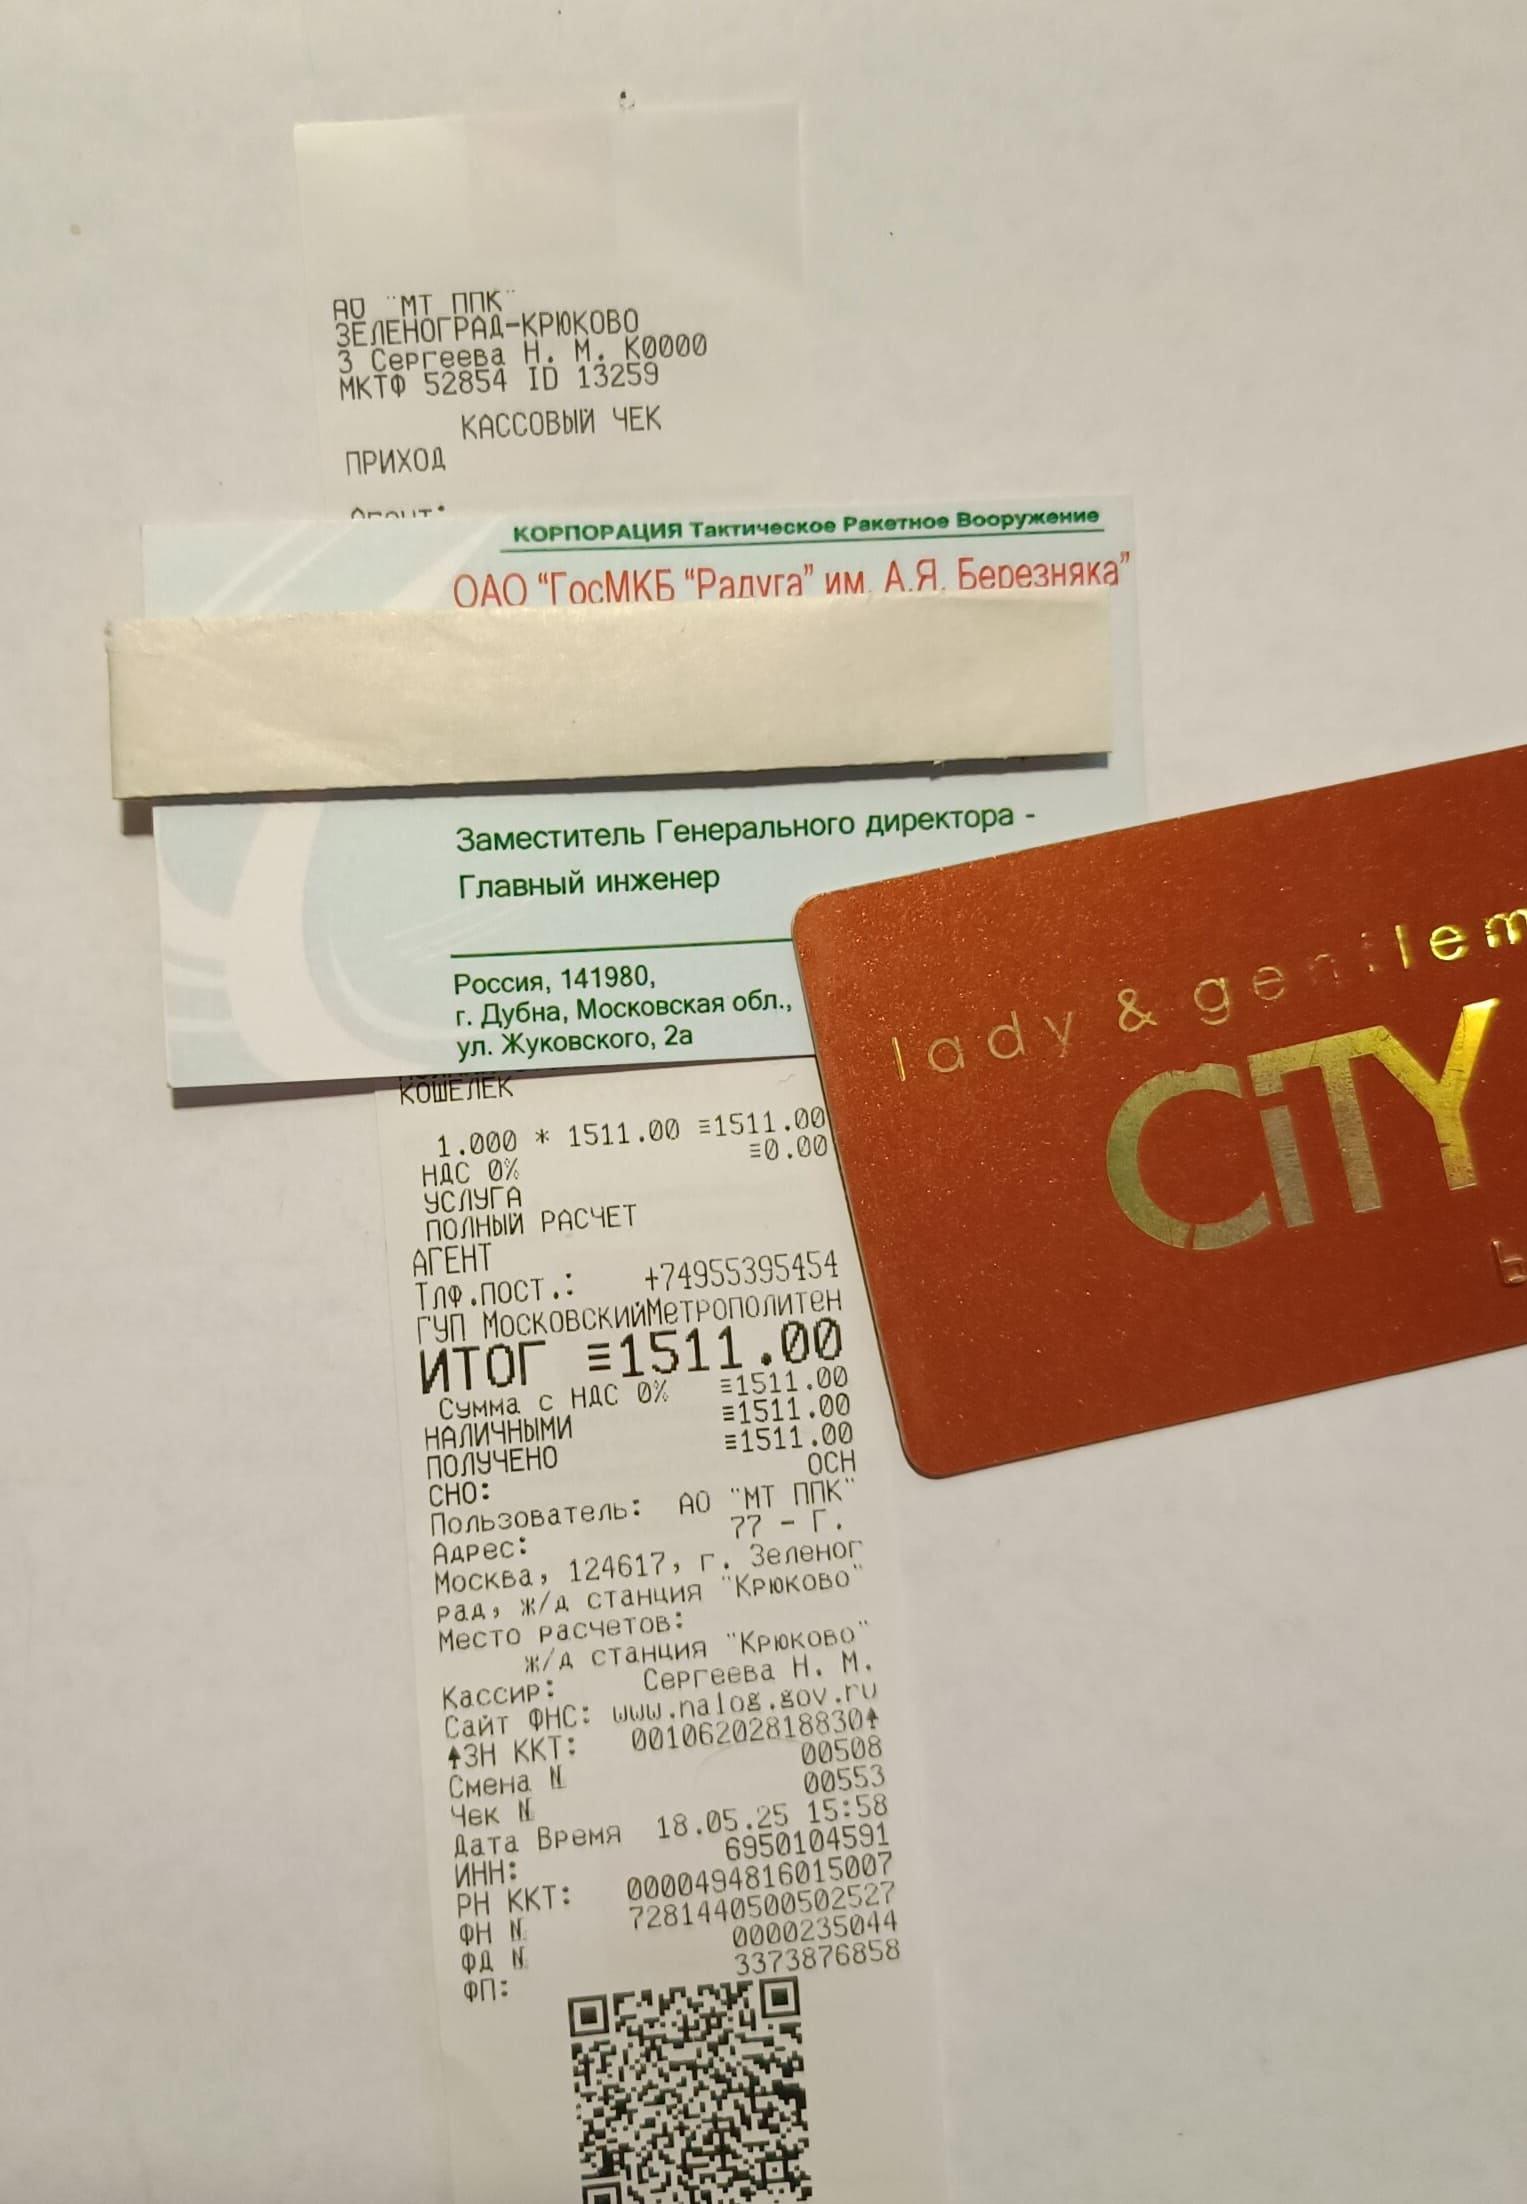 АО "МТ ППК"
ЗЕЛЕНОГРАД-КРЮКОВО
3 Сергеева Н. М. К0000
МКТФ 52854 ID 13259
КАССОВЫЙ ЧЕК
ПРИХОД
КОРПОРАЦИЯ Тактическое Ракетное Вооружение
ОАО "ГосМКБ "Радуга" им. А.Я. Березняка"
Заместитель Генерального директора -
Главный инженер
Россия, 141980,
г. Дубна, Московская обл.,
ул. Жуковского, 2а
lady & gentlem
CiTY
КОШЕЛЕК
1.000 * 1511.00 ≡1511.00
НДС 0% ≡0.00
УСЛУГА
ПОЛНЫЙ РАСЧЕТ
АГЕНТ
Тлф.пост.: +74955395454
ГУП МосковскийМетрополитен
ИТОГ ≡1511.00
Сумма с НДС 0% ≡1511.00
НАЛИЧНЫМИ ≡1511.00
ПОЛУЧЕНО ≡1511.00
СНО: ОСН
Пользователь: АО "МТ ППК"
Адрес: 77 - Г.
Москва, 124617, г. Зеленог
рад, ж/д станция "Крюково"
Место расчетов:
ж/д станция "Крюково"
Кассир: Сергеева Н. М.
Сайт ФНС: www.nalog.gov.ru
↑ЗН ККТ: 00106202818830↑
Смена № 00508
Чек № 00553
Дата Время 18.05.25 15:58
ИНН: 6950104591
РН ККТ: 0000494816015007
ФН № 7281440500502527
ФД № 0000235044
ФП: 3373876858